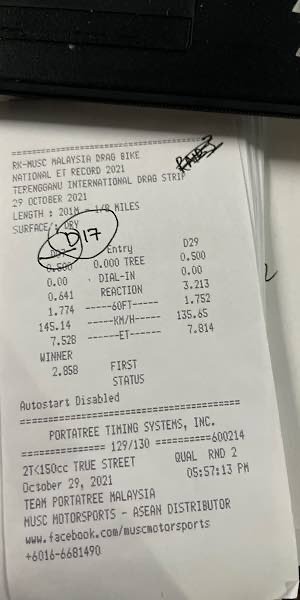 RK-MUSC MALAYSIA DRAG BIKE
NATIONAL ET RECORD 2021
TERENGGANU INTERNATIONAL DRAG STRIP
29 OCTOBER 2021
LENGTH : 201M - 1/8 MILES
SURFACE : DRY
D17
Entry D29
0.500 0.000 TREE 0.500
0.00 DIAL-IN 0.00
0.641 REACTION 3.213
1.774 -----60FT----- 1.752
145.14 -----KM/H----- 135.65
7.528 ------ET------ 7.814
WINNER
2.858 FIRST
STATUS
Autostart Disabled
PORTATREE TIMING SYSTEMS, INC.
=============== 129/130 ==========600214
2T<150cc TRUE STREET QUAL RND 2
October 29, 2021 05:57:13 PM
TEAM PORTATREE MALAYSIA
MUSC MOTORSPORTS - ASEAN DISTRIBUTOR
www.facebook.com/muscmotorsports
+6016-6681490